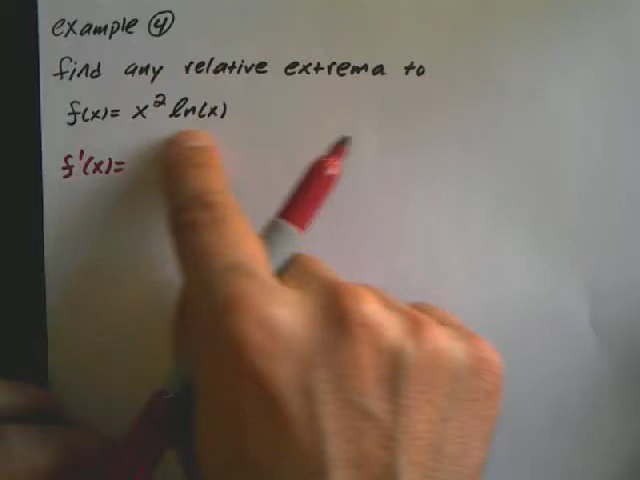 example ④
find any relative extrema to
f(x)= x² ln(x)
f'(x)=